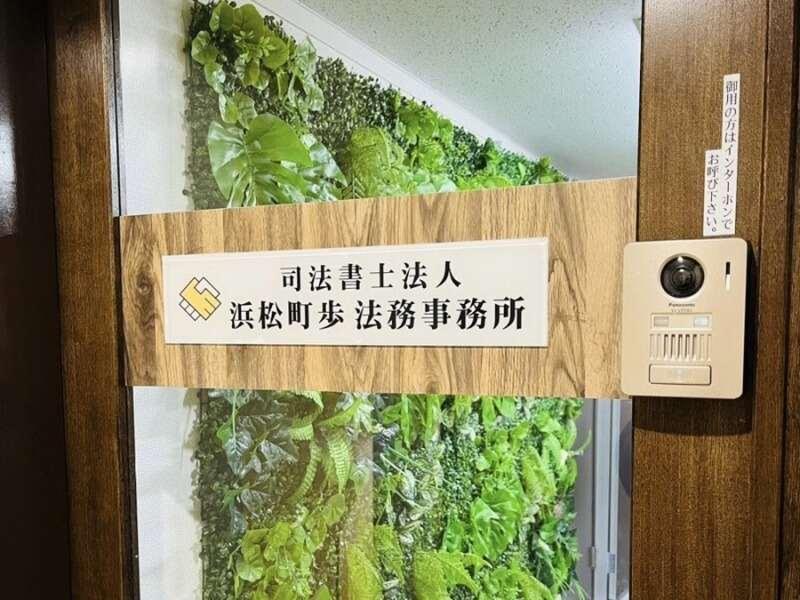 司法書士法人
浜松町歩 法務事務所
御用の方はインターホンで
お呼び下さい。
Panasonic